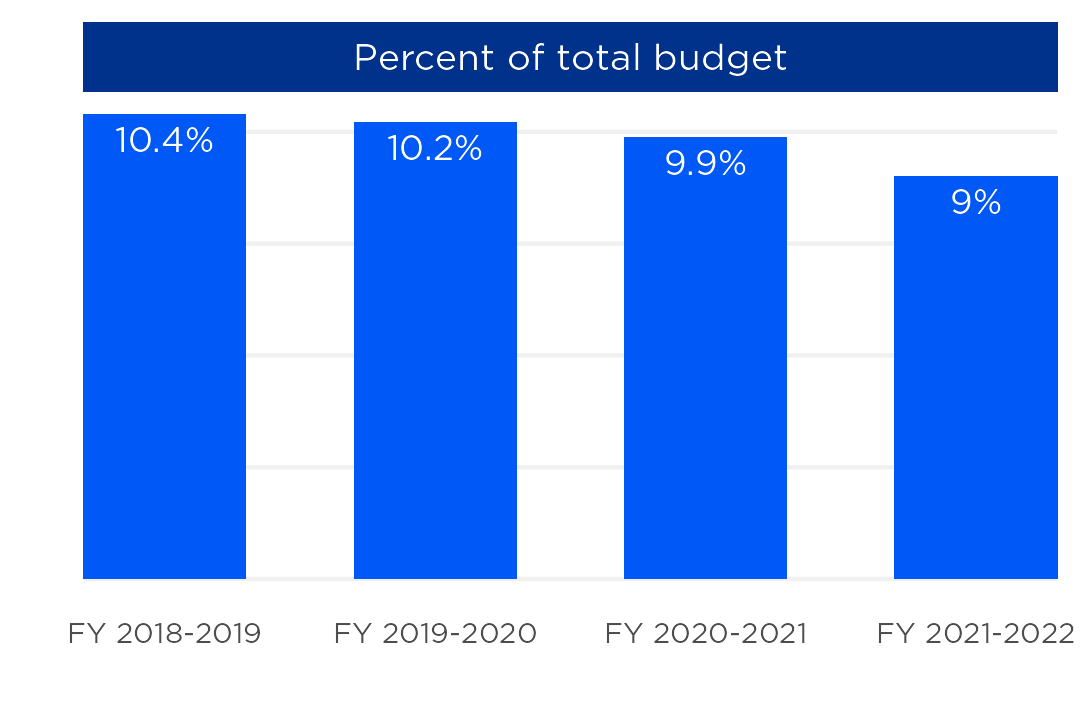 Percent of total budget
10.4%
10.2%
9.9%
9%
FY 2018-2019
FY 2019-2020
FY 2020-2021
FY 2021-2022